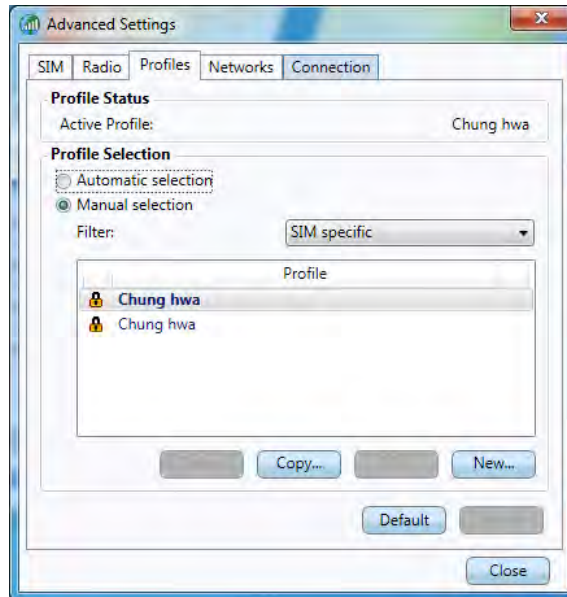 Advanced Settings
SIM Radio Profiles Networks Connection
Profile Status
Active Profile: Chung hwa
Profile Selection
Automatic selection
Manual selection
Filter: SIM specific
Profile
Chung hwa
Chung hwa
Copy... New...
Default
Close